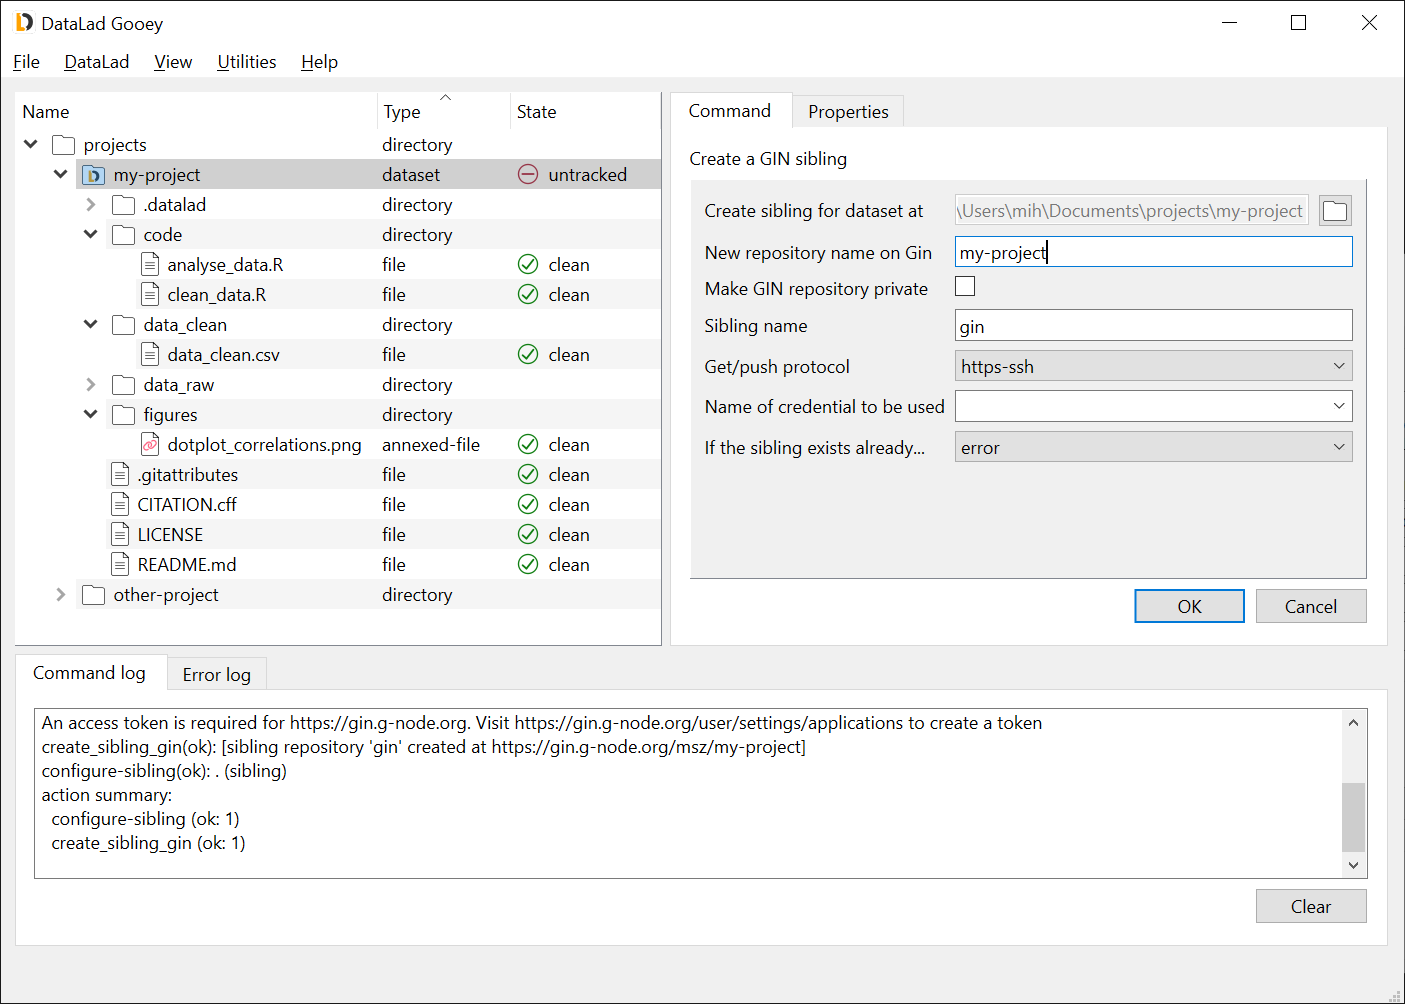 DataLad Gooey
File DataLad View Utilities Help
Name Type State
projects directory
my-project dataset untracked
.datalad directory
code directory
analyse_data.R file clean
clean_data.R file clean
data_clean directory
data_clean.csv file clean
data_raw directory
figures directory
dotplot_correlations.png annexed-file clean
.gitattributes file clean
CITATION.cff file clean
LICENSE file clean
README.md file clean
other-project directory
Command Properties
Create a GIN sibling
Create sibling for dataset at \Users\mih\Documents\projects\my-project
New repository name on Gin my-project
Make GIN repository private
Sibling name gin
Get/push protocol https-ssh
Name of credential to be used
If the sibling exists already... error
OK Cancel
Command log Error log
An access token is required for https://gin.g-node.org. Visit https://gin.g-node.org/user/settings/applications to create a token
create_sibling_gin(ok): [sibling repository 'gin' created at https://gin.g-node.org/msz/my-project]
configure-sibling(ok): . (sibling)
action summary:
configure-sibling (ok: 1)
create_sibling_gin (ok: 1)
Clear